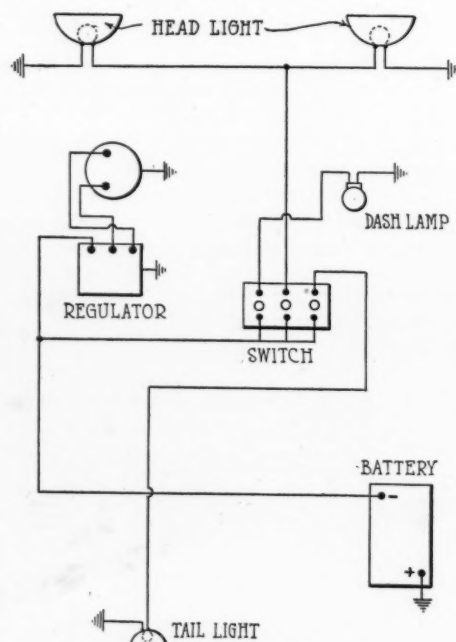 HEAD LIGHT
DASH LAMP
REGULATOR
SWITCH
BATTERY
-
+
TAIL LIGHT